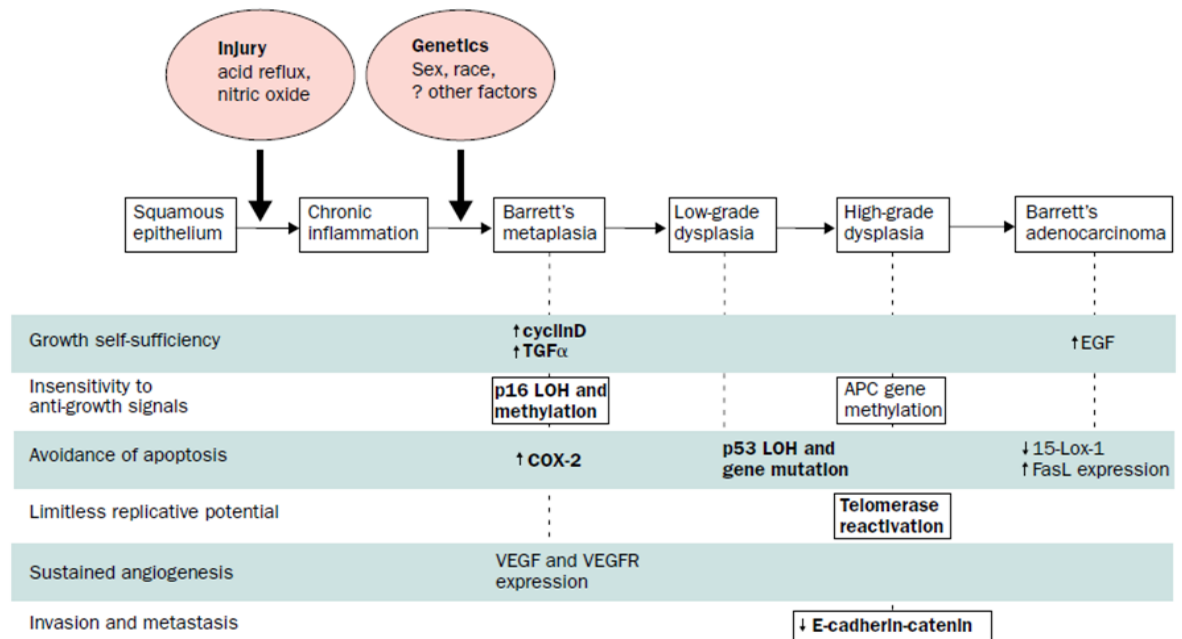 Injury
acid reflux,
nitric oxide
Genetics
Sex, race,
? other factors
Squamous
epithelium
Chronic
inflammation
Barrett's
metaplasia
Low-grade
dysplasia
High-grade
dysplasia
Barrett's
adenocarcinoma
Growth self-sufficiency
↑cyclinD
↑TGFα
↑EGF
Insensitivity to
anti-growth signals
p16 LOH and
methylation
APC gene
methylation
Avoidance of apoptosis
↑COX-2
p53 LOH and
gene mutation
↓15-Lox-1
↑FasL expression
Limitless replicative potential
Telomerase
reactivation
Sustained angiogenesis
VEGF and VEGFR
expression
Invasion and metastasis
↓ E-cadherin-catenin